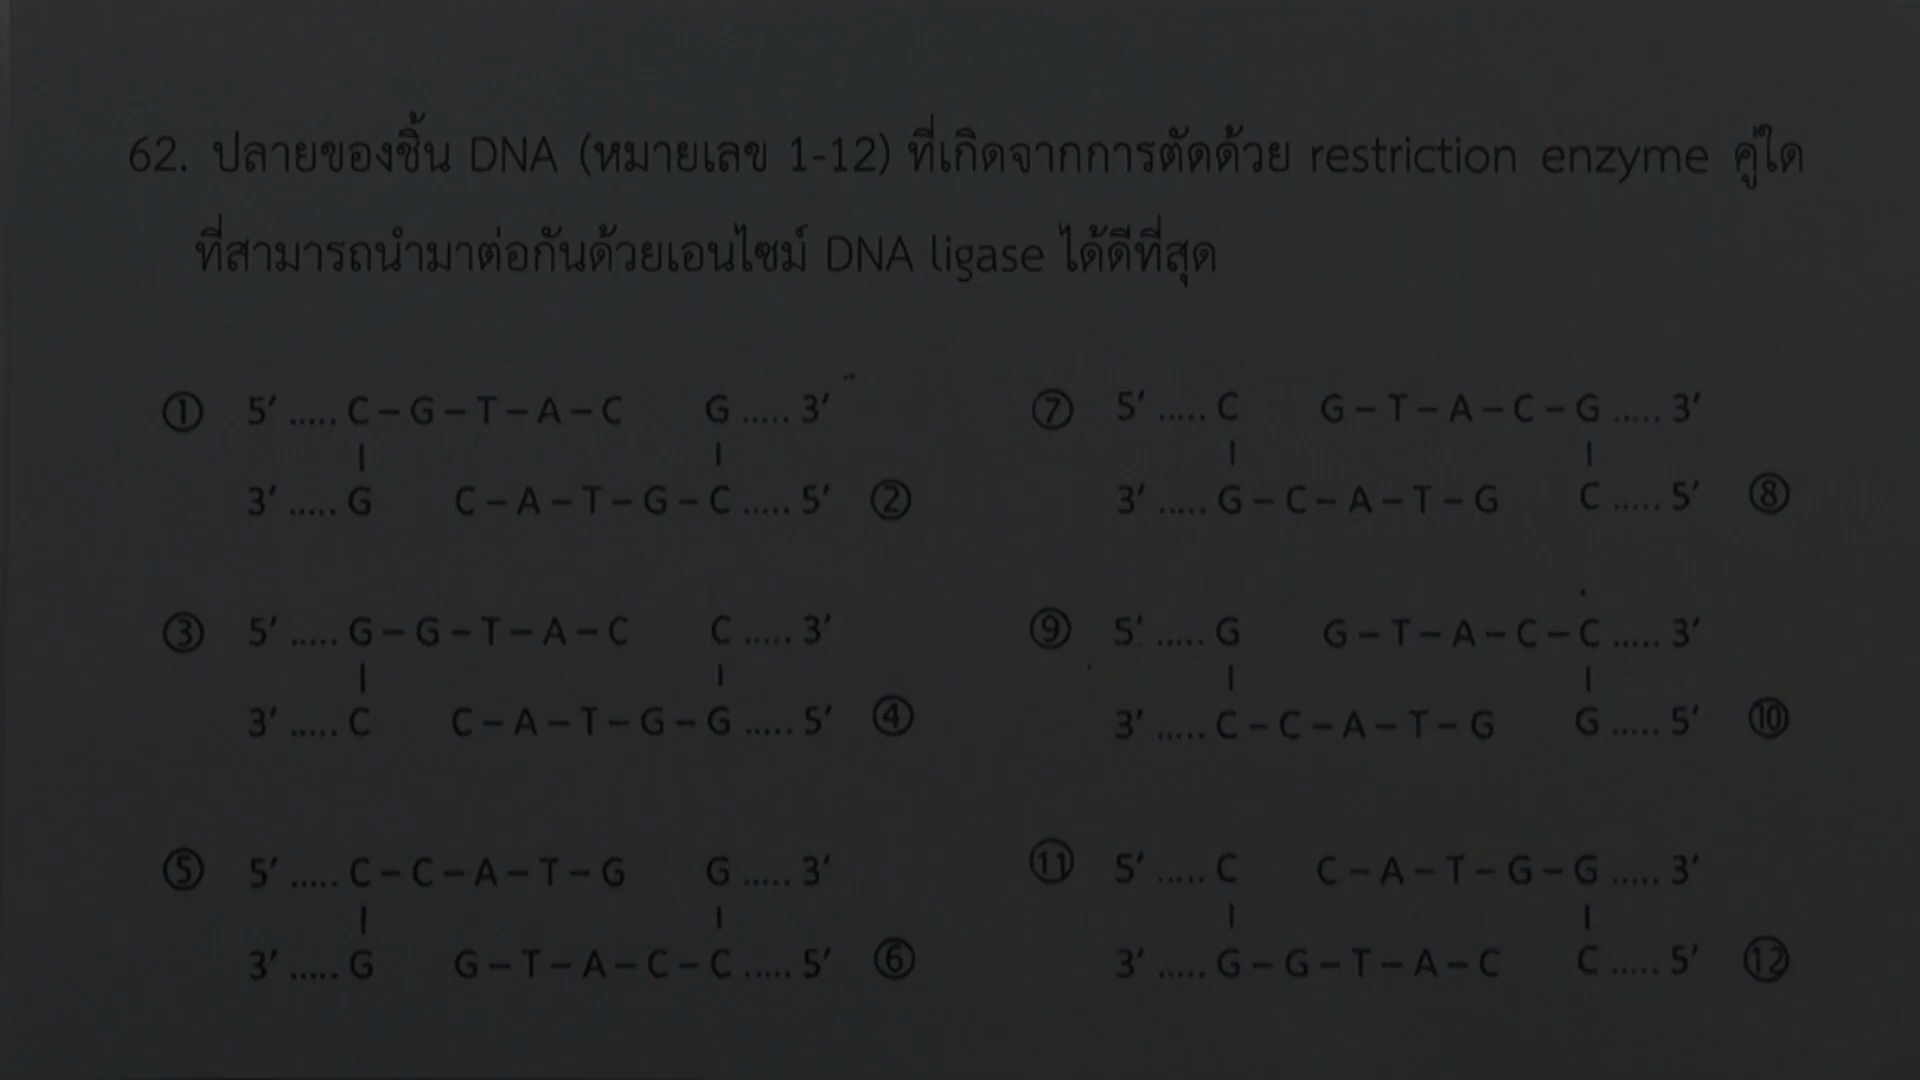 62. ปลายของชิ้น DNA (หมายเลข 1-12) ที่เกิดจากการตัดด้วย restriction enzyme คู่ใด
ที่สามารถนำมาต่อกันด้วยเอนไซม์ DNA ligase ได้ดีที่สุด
① 5′ ..... C – G – T – A – C G ..... 3′
3′ ..... G C – A – T – G – C ..... 5′ ②
③ 5′ ..... G – G – T – A – C C ..... 3′
3′ ..... C C – A – T – G – G ..... 5′ ④
⑤ 5′ ..... C – C – A – T – G G ..... 3′
3′ ..... G G – T – A – C – C ..... 5′ ⑥
⑦ 5′ ..... C G – T – A – C – G ..... 3′
3′ ..... G – C – A – T – G C ..... 5′ ⑧
⑨ 5′ ..... G G – T – A – C – C ..... 3′
3′ ..... C – C – A – T – G G ..... 5′ ⑩
⑪ 5′ ..... C C – A – T – G – G ..... 3′
3′ ..... G – G – T – A – C C ..... 5′ ⑫